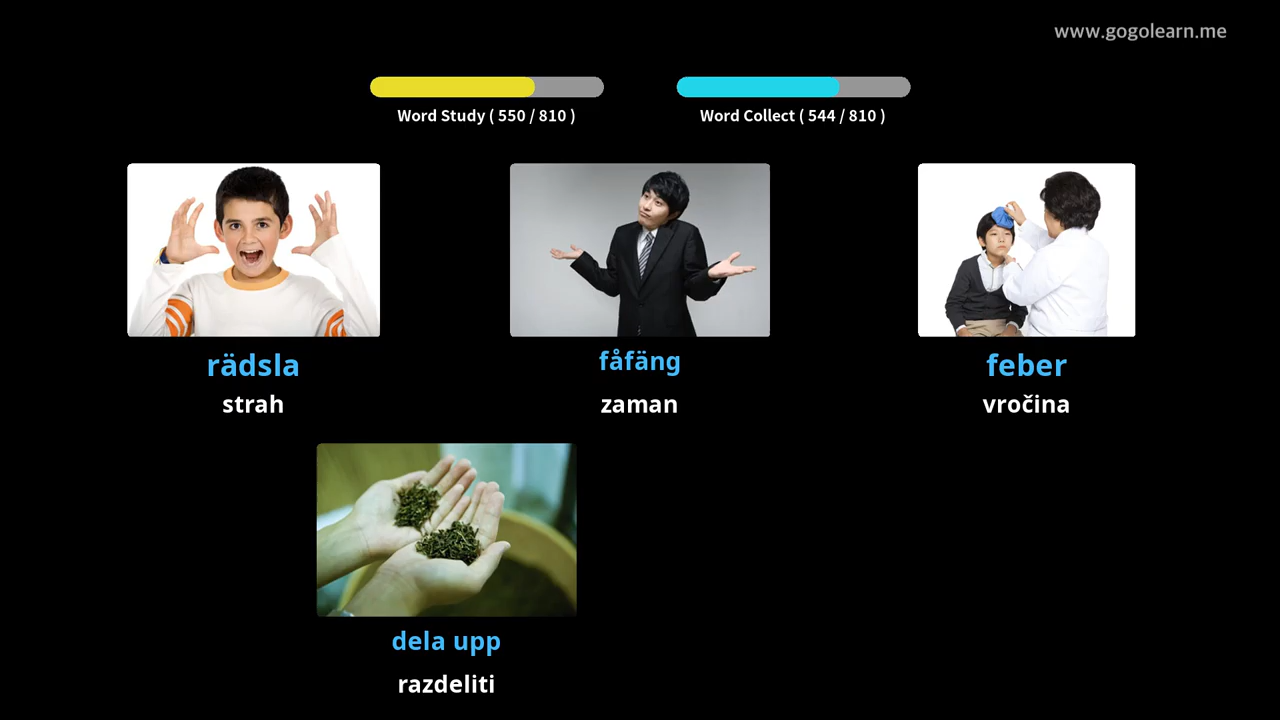 www.gogolearn.me
Word Study ( 550 / 810 )
Word Collect ( 544 / 810 )
rädsla
strah
fåfäng
zaman
feber
vročina
dela upp
razdeliti